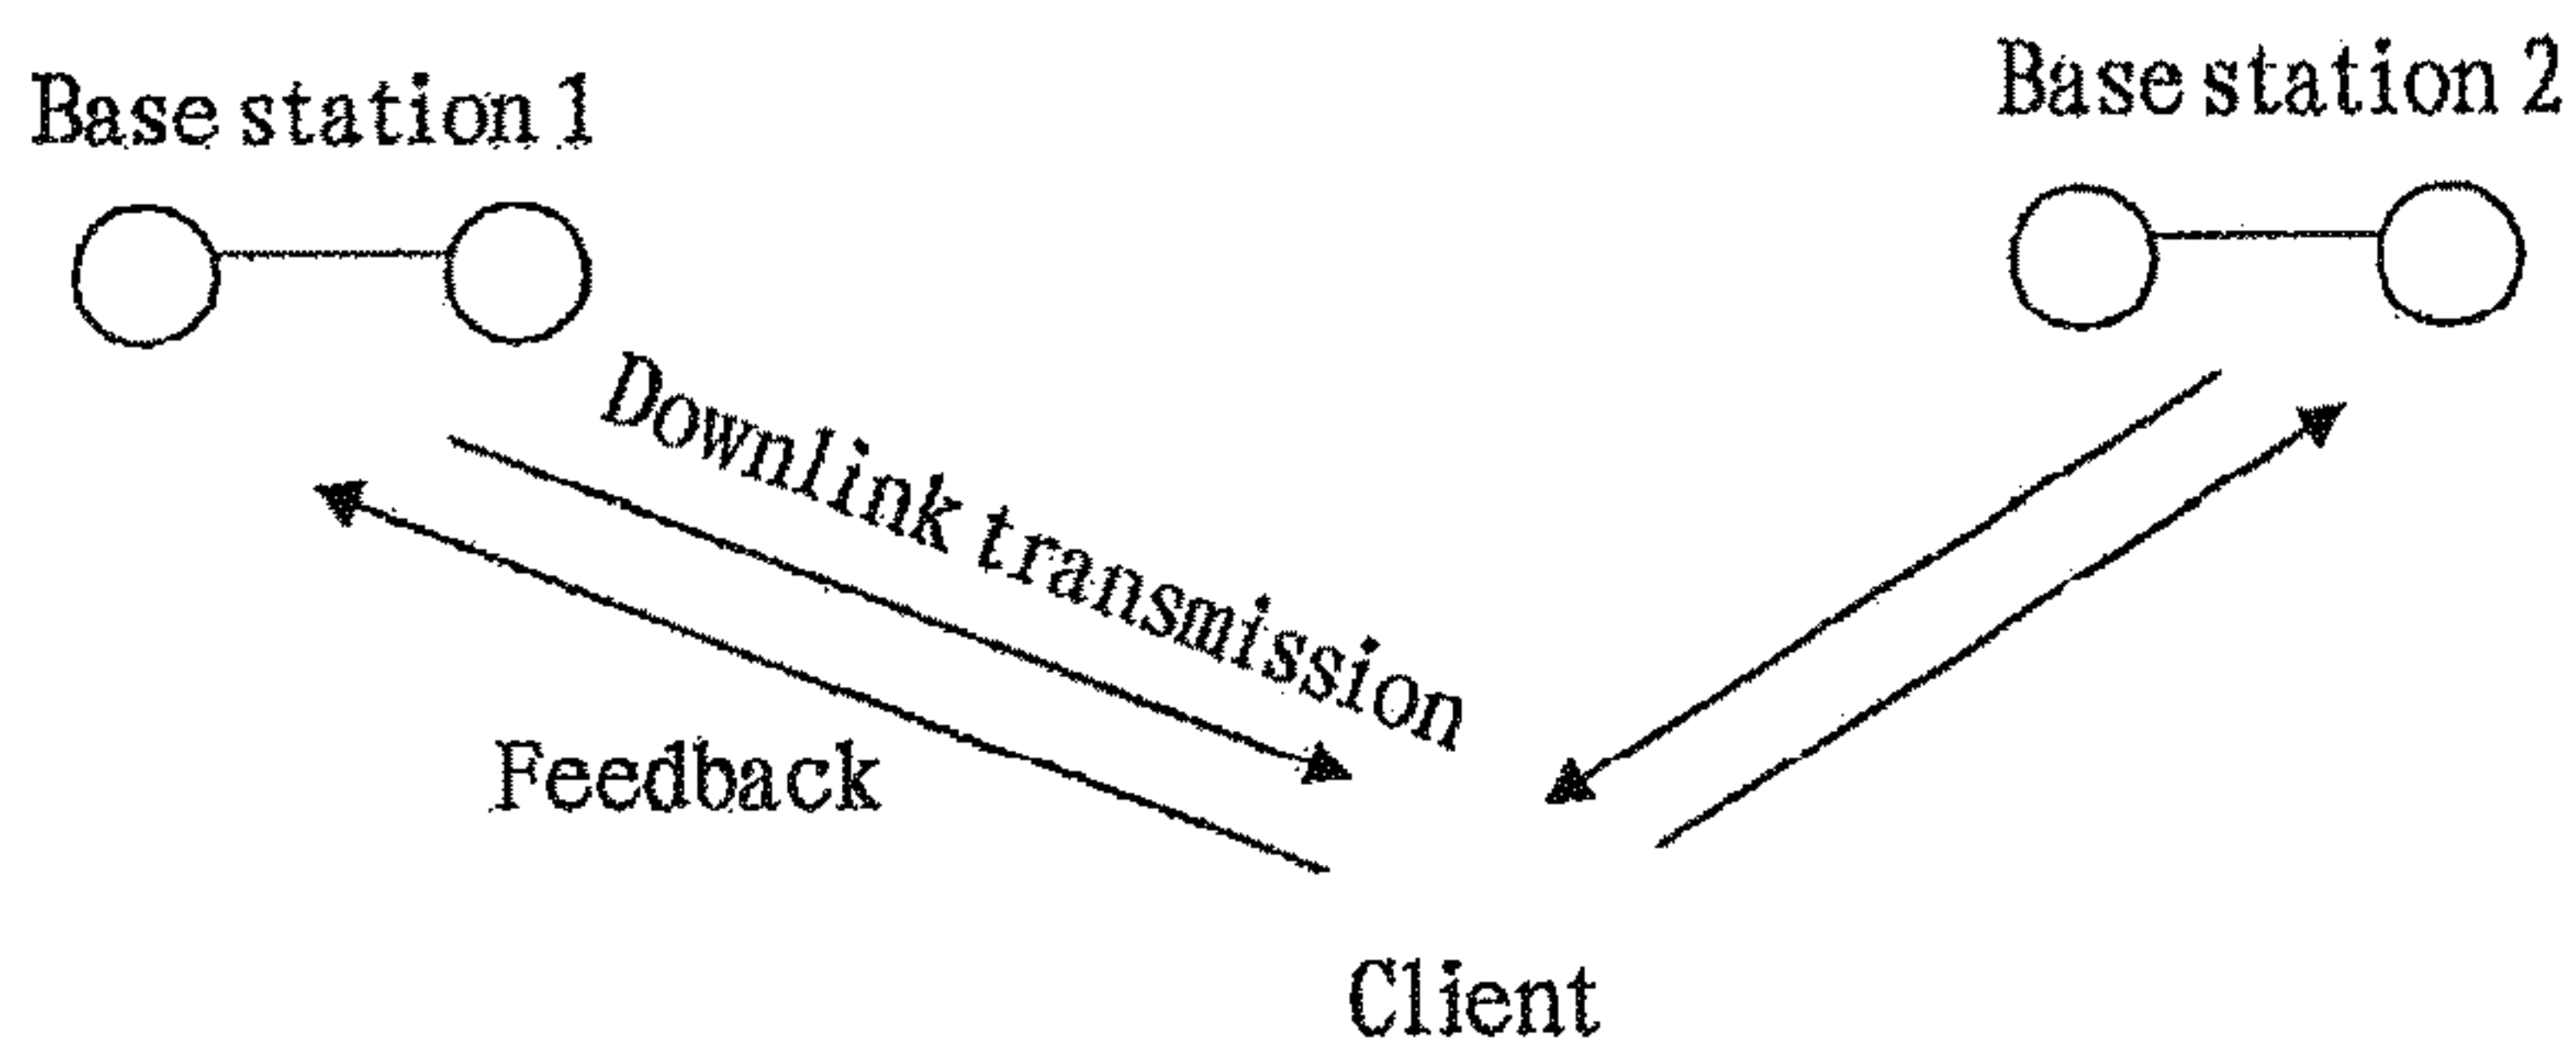 Base station 1
Base station 2
Downlink transmission
Feedback
Client